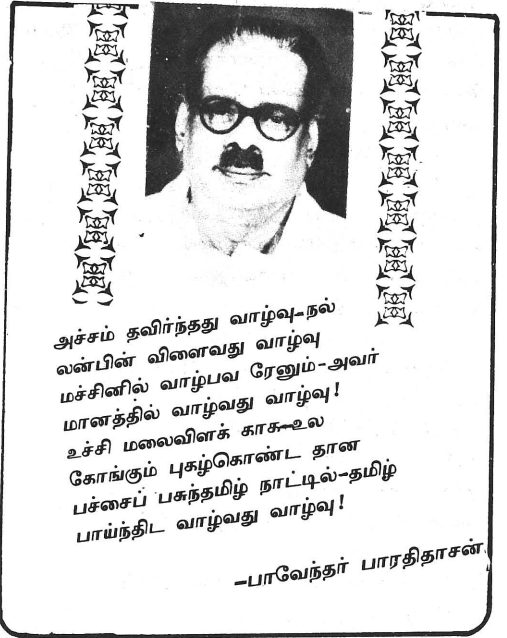 அச்சம் தவிர்ந்தது வாழ்வு-நல்
லன்பின் விளைவது வாழ்வு
மச்சினில் வாழ்பவ ரேனும்-அவர்
மானத்தில் வாழ்வது வாழ்வு!
உச்சி மலைவிளக் காக-உல
கோங்கும் புகழ்கொண்ட தான
பச்சைப் பசுந்தமிழ் நாட்டில்-தமிழ்
பாய்ந்திட வாழ்வது வாழ்வு!
-பாவேந்தர் பாரதிதாசன்